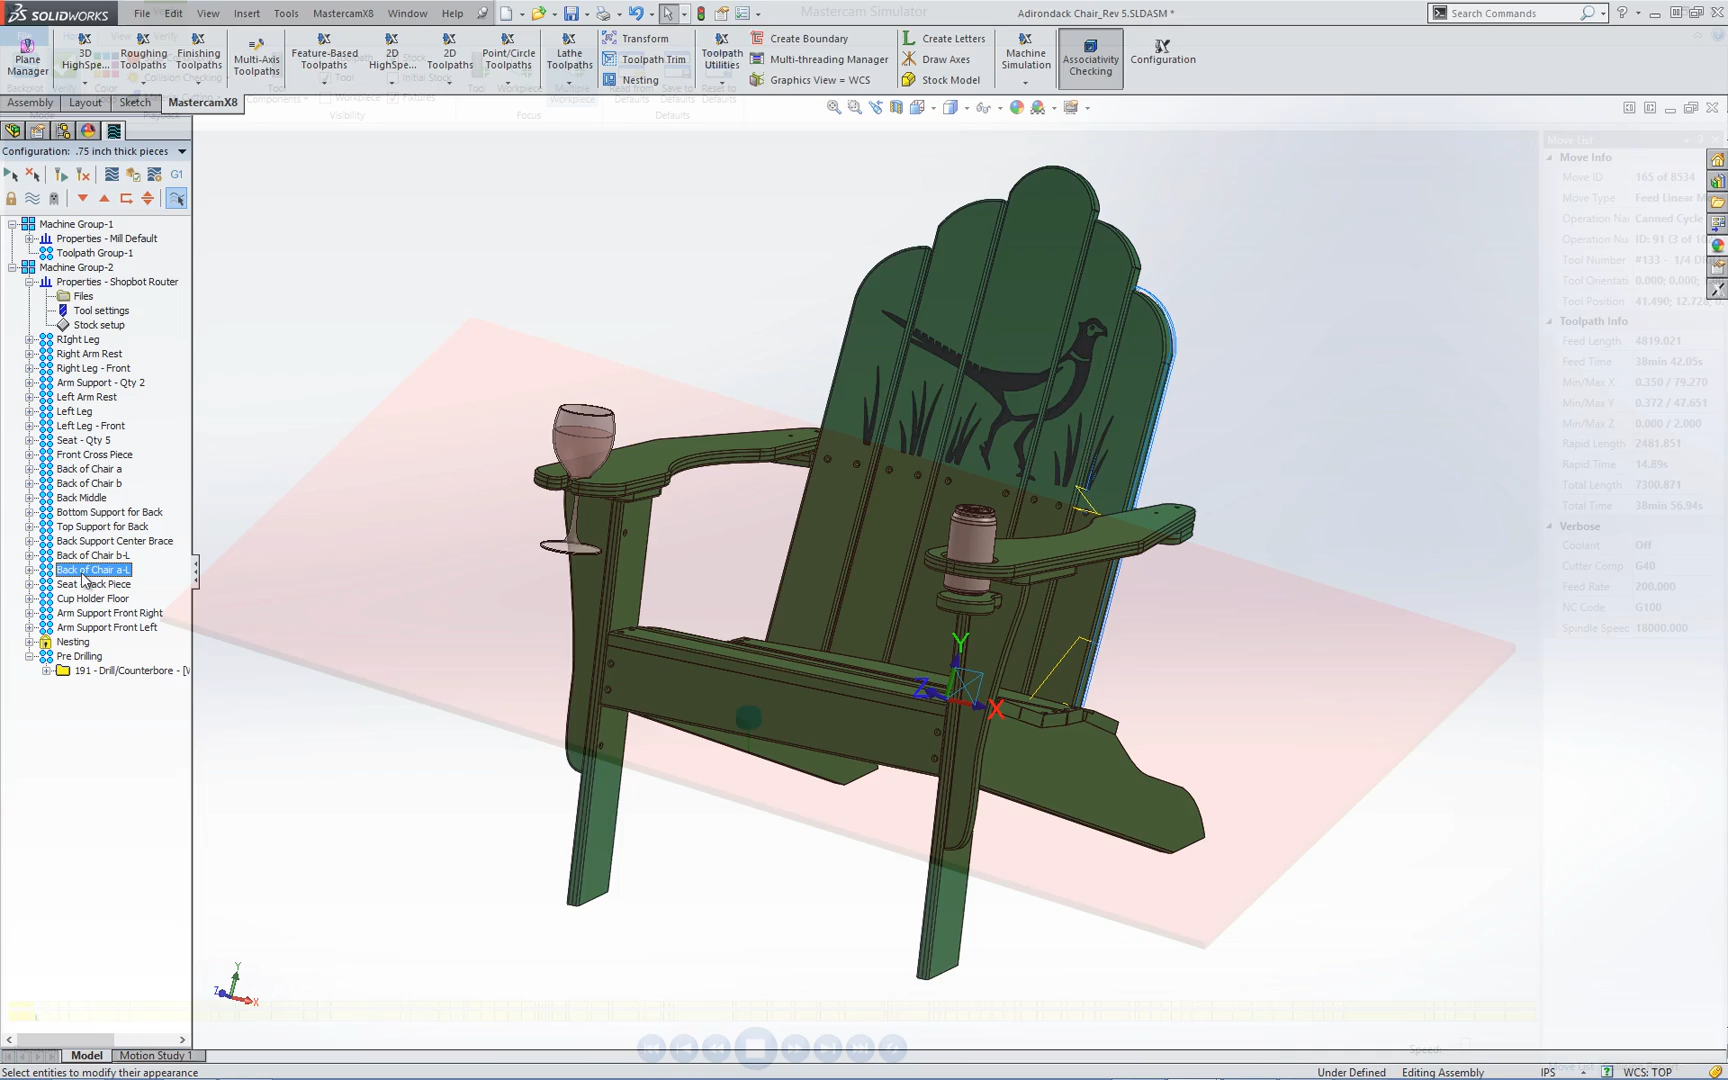 SOLIDWORKS File Edit View Insert Tools MastercamX8 Window Help Mastercam Simulator Adirondack Chair_Rev 5.SLDASM * Search Commands
Plane Manager
3D HighSpe...
Roughing Toolpaths
Finishing Toolpaths
Multi-Axis Toolpaths
Feature-Based Toolpaths
2D HighSpe...
2D Toolpaths
Point/Circle Toolpaths
Lathe Toolpaths
Transform
Toolpath Trim
Nesting
Toolpath Utilities
Create Boundary
Multi-threading Manager
Graphics View = WCS
Create Letters
Draw Axes
Stock Model
Machine Simulation
Associativity Checking
Configuration
Assembly Layout Sketch MastercamX8
Visibility Focus Defaults
Configuration: .75 inch thick pieces
G1
Machine Group-1
Properties - Mill Default
Toolpath Group-1
Machine Group-2
Properties - Shopbot Router
Files
Tool settings
Stock setup
RIght Leg
Right Arm Rest
Right Leg - Front
Arm Support - Qty 2
Left Arm Rest
Left Leg
Left Leg - Front
Seat - Qty 5
Front Cross Piece
Back of Chair a
Back of Chair b
Back Middle
Bottom Support for Back
Top Support for Back
Back Support Center Brace
Back of Chair b-L
Back of Chair a-L
Seat Back Piece
Cup Holder Floor
Arm Support Front Right
Arm Support Front Left
Nesting
Pre Drilling
191 - Drill/Counterbore - [W
Y
Z
X
Y
Z
X
Move List
Move Info
Move ID 165 of 8534
Move Type Feed Linear M
Operation Na Canned Cycle
Operation Nu ID: 91 (3 of 10
Tool Number #133 - 1/4 D
Tool Orientati 0.000; 0.000;
Tool Position 41.490; 12.728;
Toolpath Info
Feed Length 4819.021
Feed Time 38min 42.05s
Min/Max X 0.350 / 79.270
Min/Max Y 0.372 / 47.651
Min/Max Z 0.000 / 2.000
Rapid Length 2481.851
Rapid Time 14.89s
Total Length 7300.871
Total Time 38min 56.94s
Verbose
Coolant Off
Cutter Comp G40
Feed Rate 200.000
NC Code G100
Spindle Speec 18000.000
Speed:
Model Motion Study 1
Select entities to modify their appearance Under Defined Editing Assembly IPS WCS: TOP